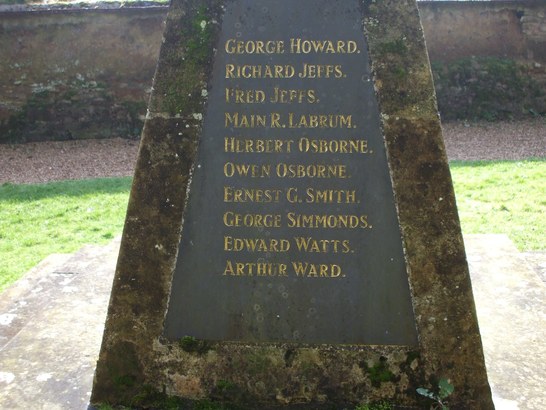 George Howard.
Richard Jeffs.
Fred Jeffs.
Main R. Labrum.
Herbert Osborne.
Owen Osborne.
Ernest G. Smith.
George Simmonds.
Edward Watts.
Arthur Ward.